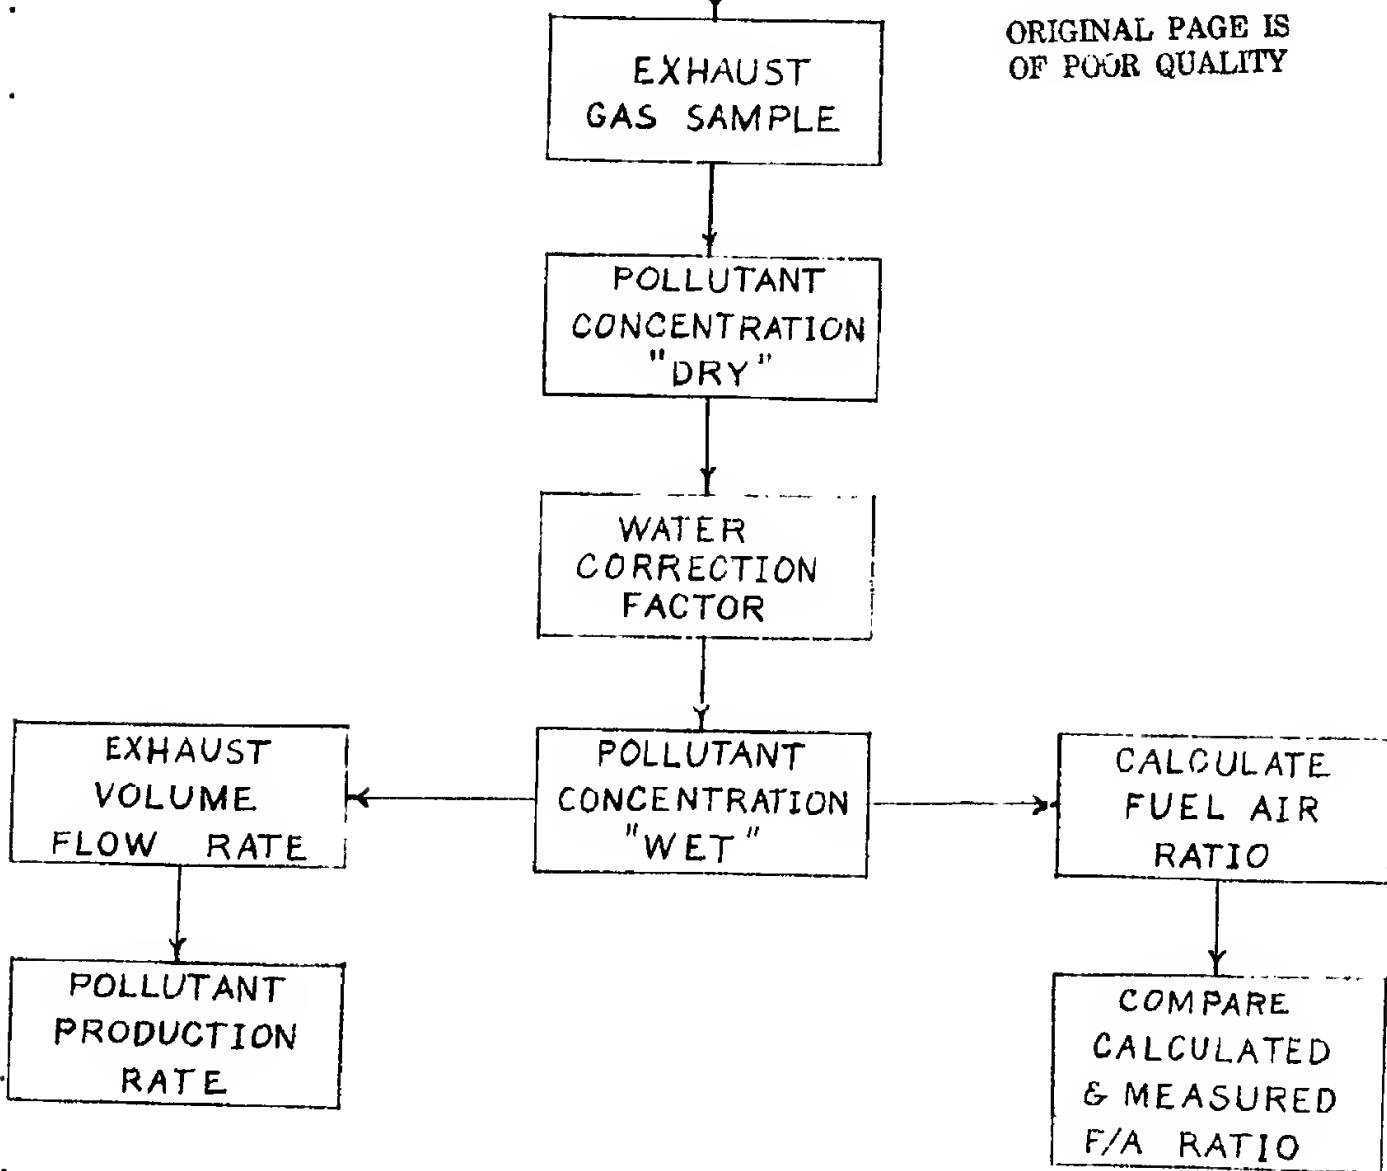 ORIGINAL PAGE IS
OF POOR QUALITY
EXHAUST
GAS SAMPLE
POLLUTANT
CONCENTRATION
"DRY"
WATER
CORRECTION
FACTOR
POLLUTANT
CONCENTRATION
"WET"
EXHAUST
VOLUME
FLOW RATE
POLLUTANT
PRODUCTION
RATE
CALCULATE
FUEL AIR
RATIO
COMPARE
CALCULATED
& MEASURED
F/A RATIO